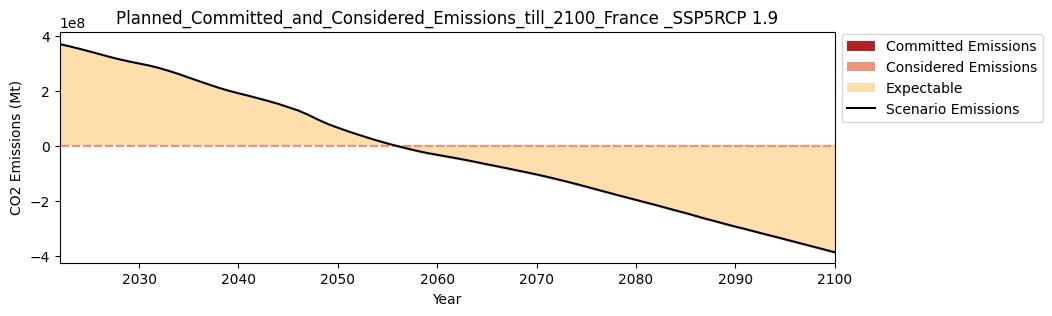 Planned_Committed_and_Considered_Emissions_till_2100_France _SSP5RCP 1.9
1e8
4
2
0
−2
−4
CO2 Emissions (Mt)
2030 2040 2050 2060 2070 2080 2090 2100
Year
Committed Emissions
Considered Emissions
Expectable
Scenario Emissions